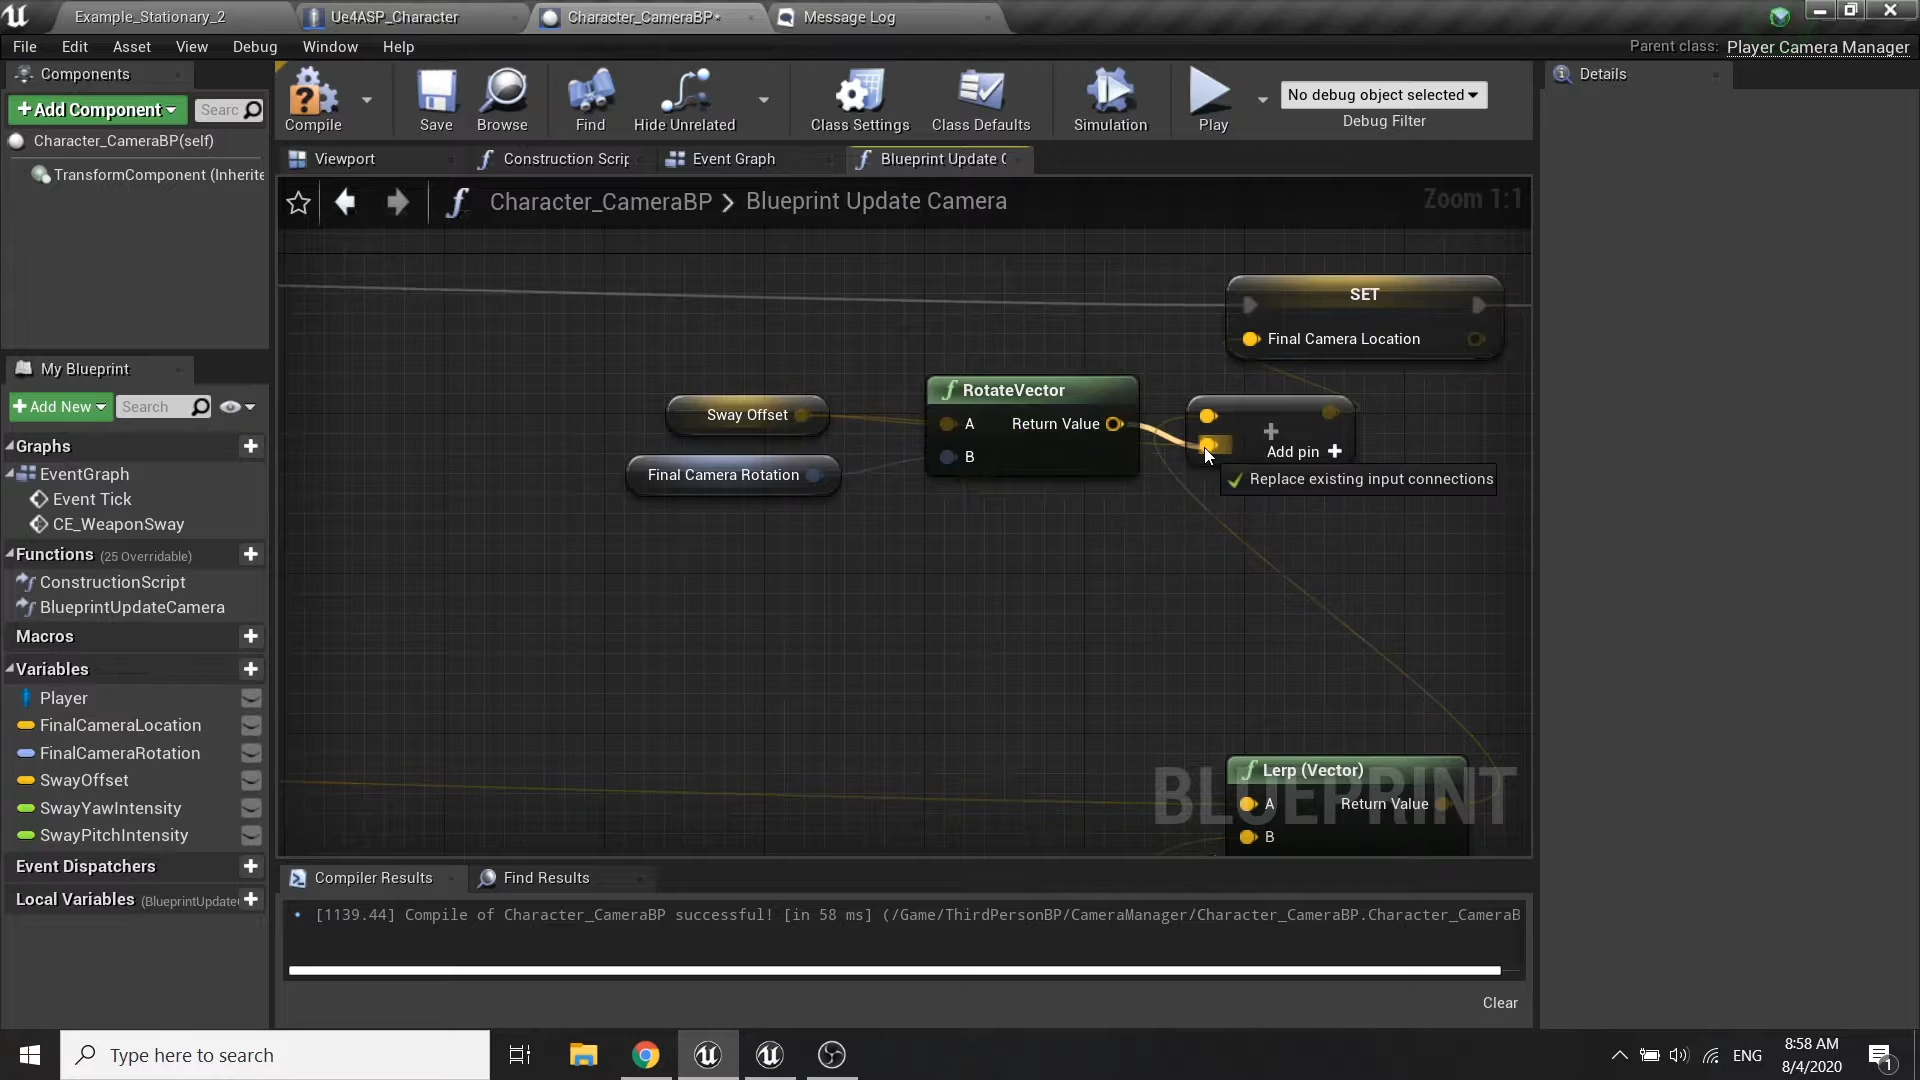 Example_Stationary_2
Ue4ASP_Character
Character_CameraBP*
Message Log
File Edit Asset View Debug Window Help
Parent class: Player Camera Manager
Components
+Add Component
Searc
Character_CameraBP(self)
TransformComponent (Inherite
Compile
Save
Browse
Find
Hide Unrelated
Class Settings
Class Defaults
Simulation
Play
No debug object selected
Debug Filter
Details
Viewport
Construction Scrip
Event Graph
Blueprint Update C
Character_CameraBP > Blueprint Update Camera
Zoom 1:1
SET
Final Camera Location
Sway Offset
Final Camera Rotation
RotateVector
A
Return Value
B
Add pin +
Replace existing input connections
Lerp (Vector)
A
Return Value
B
BLUEPRINT
My Blueprint
+Add New
Search
Graphs
EventGraph
Event Tick
CE_WeaponSway
Functions (25 Overridable)
ConstructionScript
BlueprintUpdateCamera
Macros
Variables
Player
FinalCameraLocation
FinalCameraRotation
SwayOffset
SwayYawIntensity
SwayPitchIntensity
Event Dispatchers
Local Variables (BlueprintUpdate
Compiler Results
Find Results
[1139.44] Compile of Character_CameraBP successful! [in 58 ms] (/Game/ThirdPersonBP/CameraManager/Character_CameraBP.Character_CameraB
Clear
Type here to search
ENG
8:58 AM
8/4/2020
1